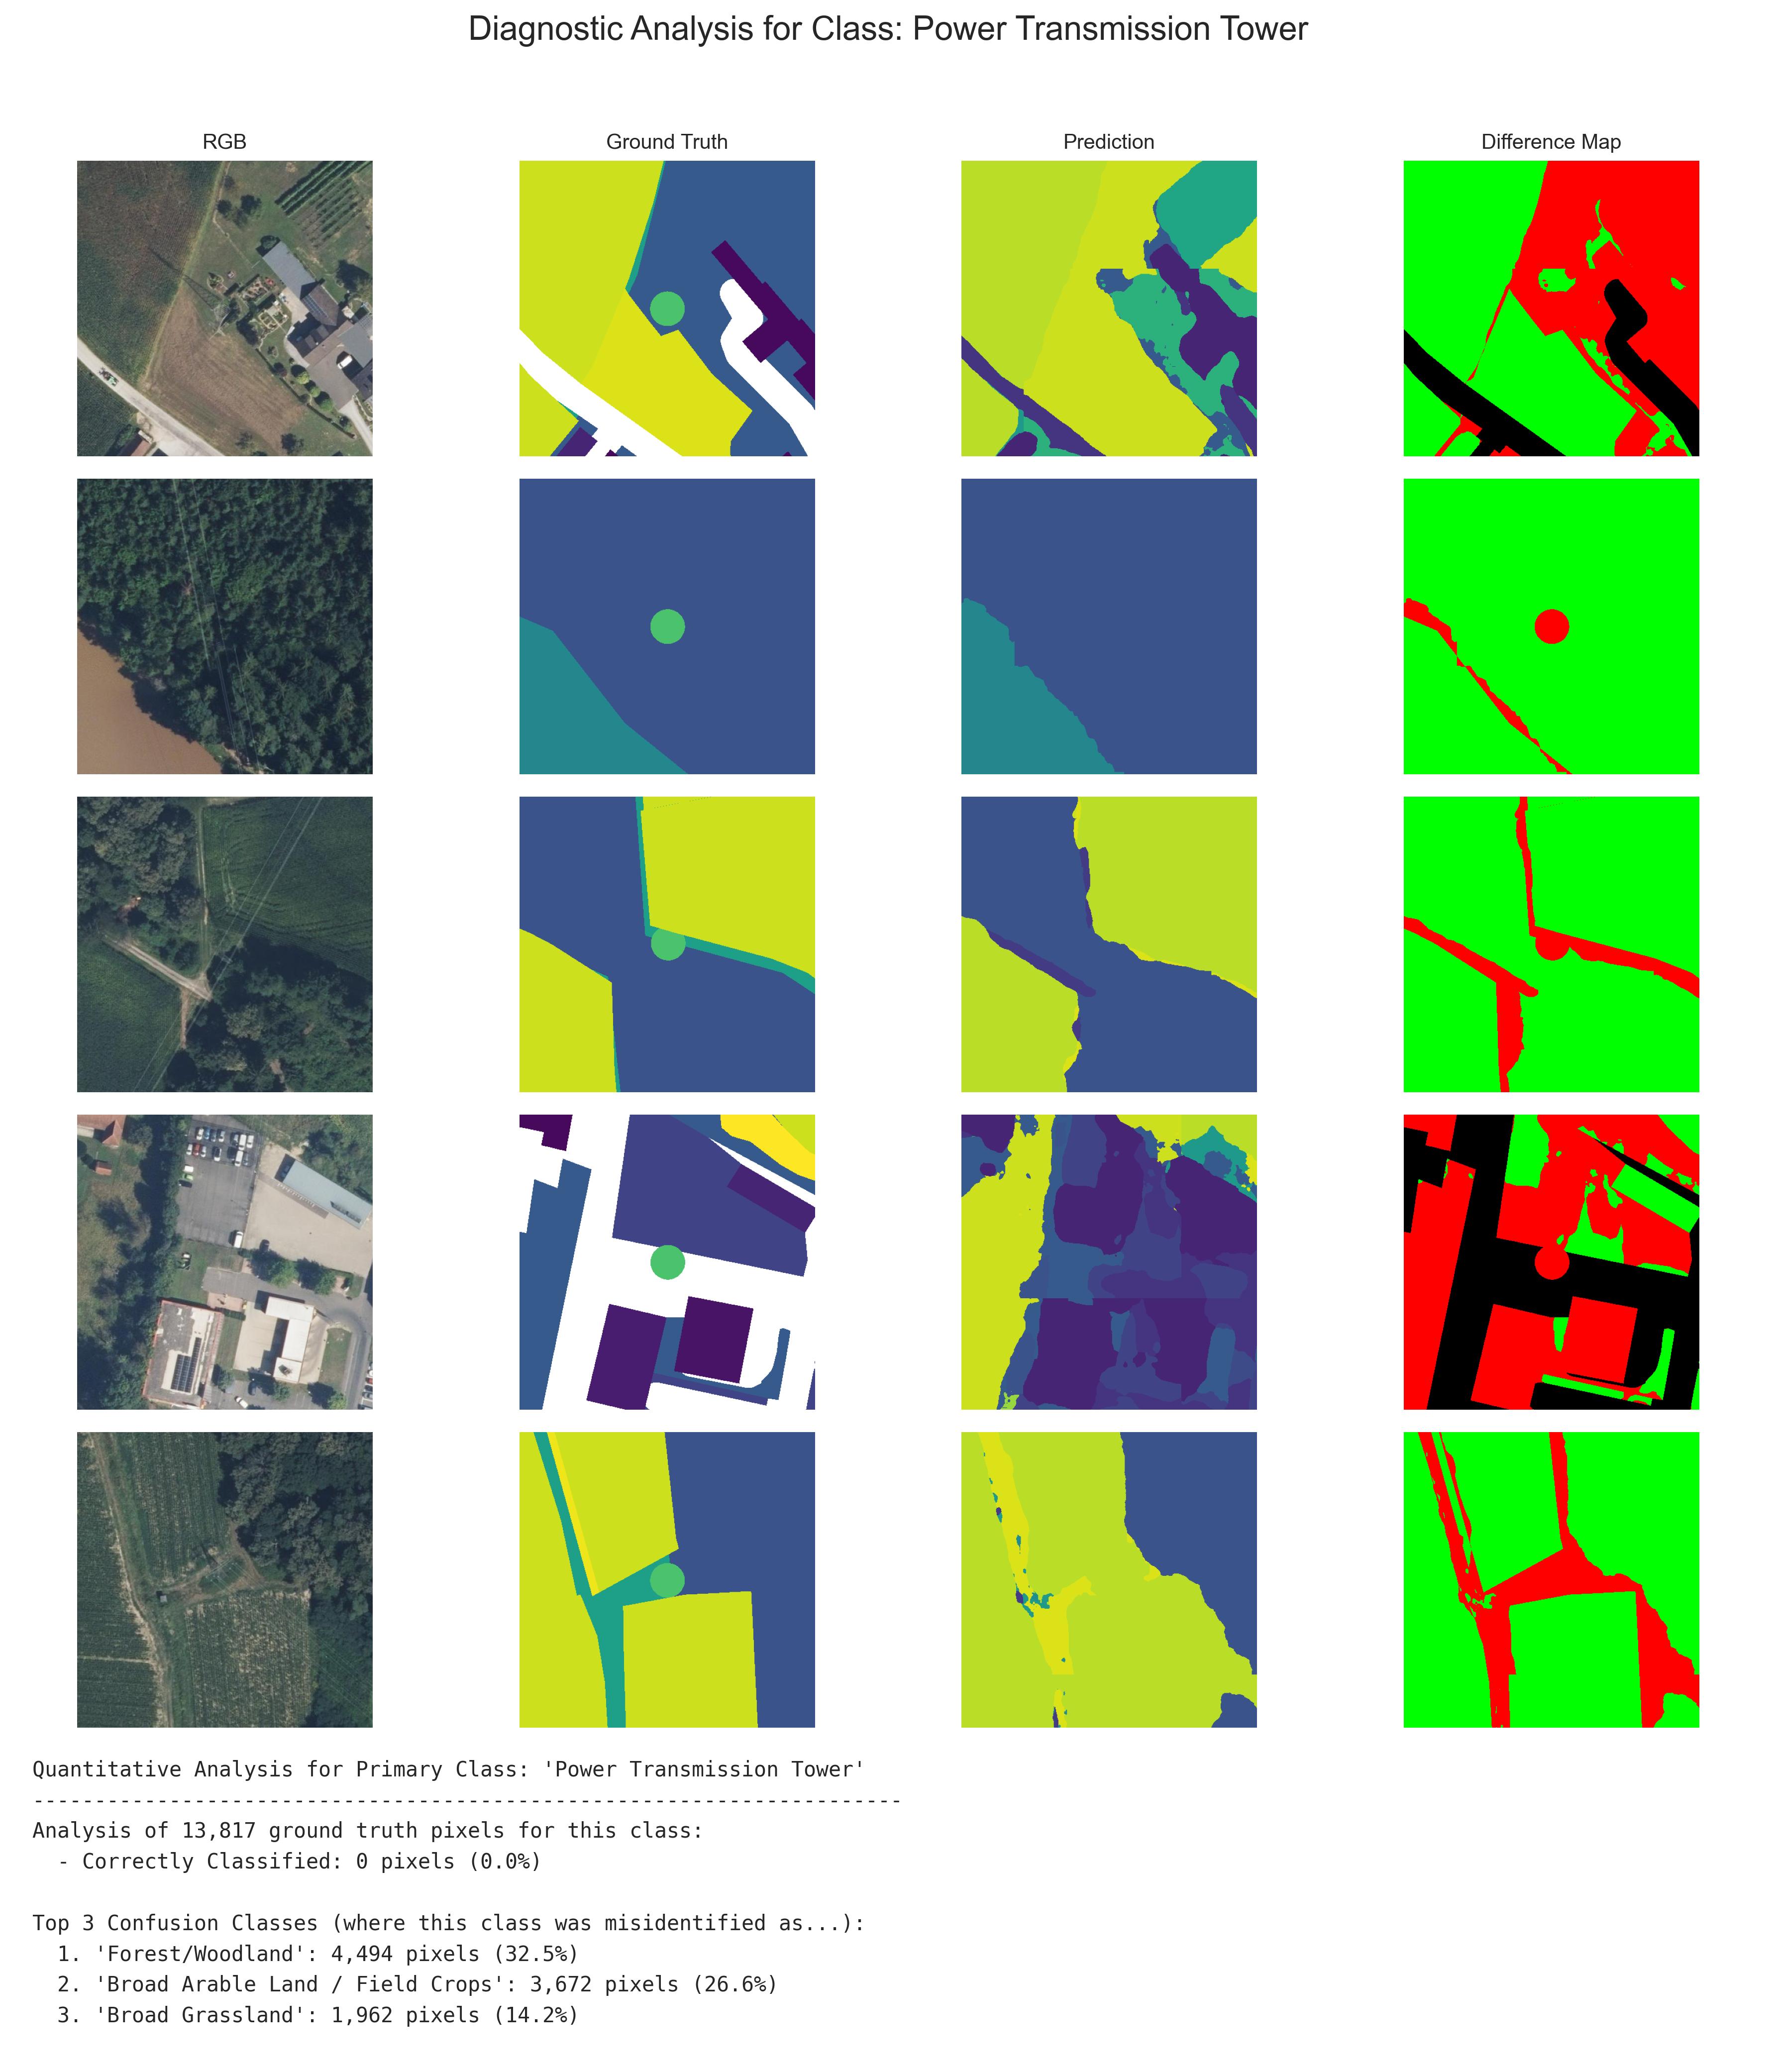 Diagnostic Analysis for Class: Power Transmission Tower
RGB Ground Truth Prediction Difference Map
Quantitative Analysis for Primary Class: 'Power Transmission Tower'
----------------------------------------------------------------------
Analysis of 13,817 ground truth pixels for this class:
- Correctly Classified: 0 pixels (0.0%)
Top 3 Confusion Classes (where this class was misidentified as...):
1. 'Forest/Woodland': 4,494 pixels (32.5%)
2. 'Broad Arable Land / Field Crops': 3,672 pixels (26.6%)
3. 'Broad Grassland': 1,962 pixels (14.2%)